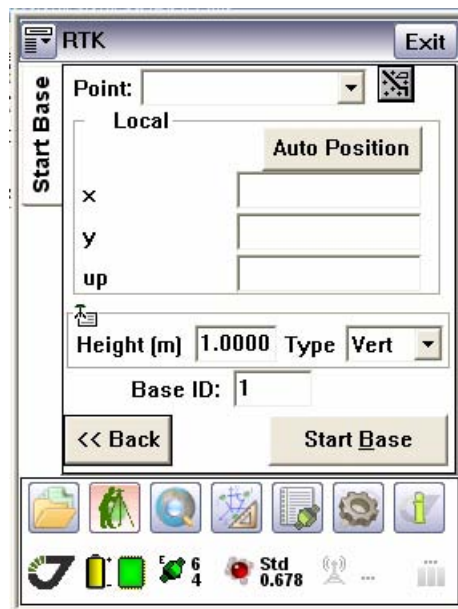 RTK Exit
Start Base
Point:
Local
Auto Position
x
y
up
Height (m) 1.0000 Type Vert
Base ID: 1
<< Back Start Base
E 6 Std
4 0.678 ...